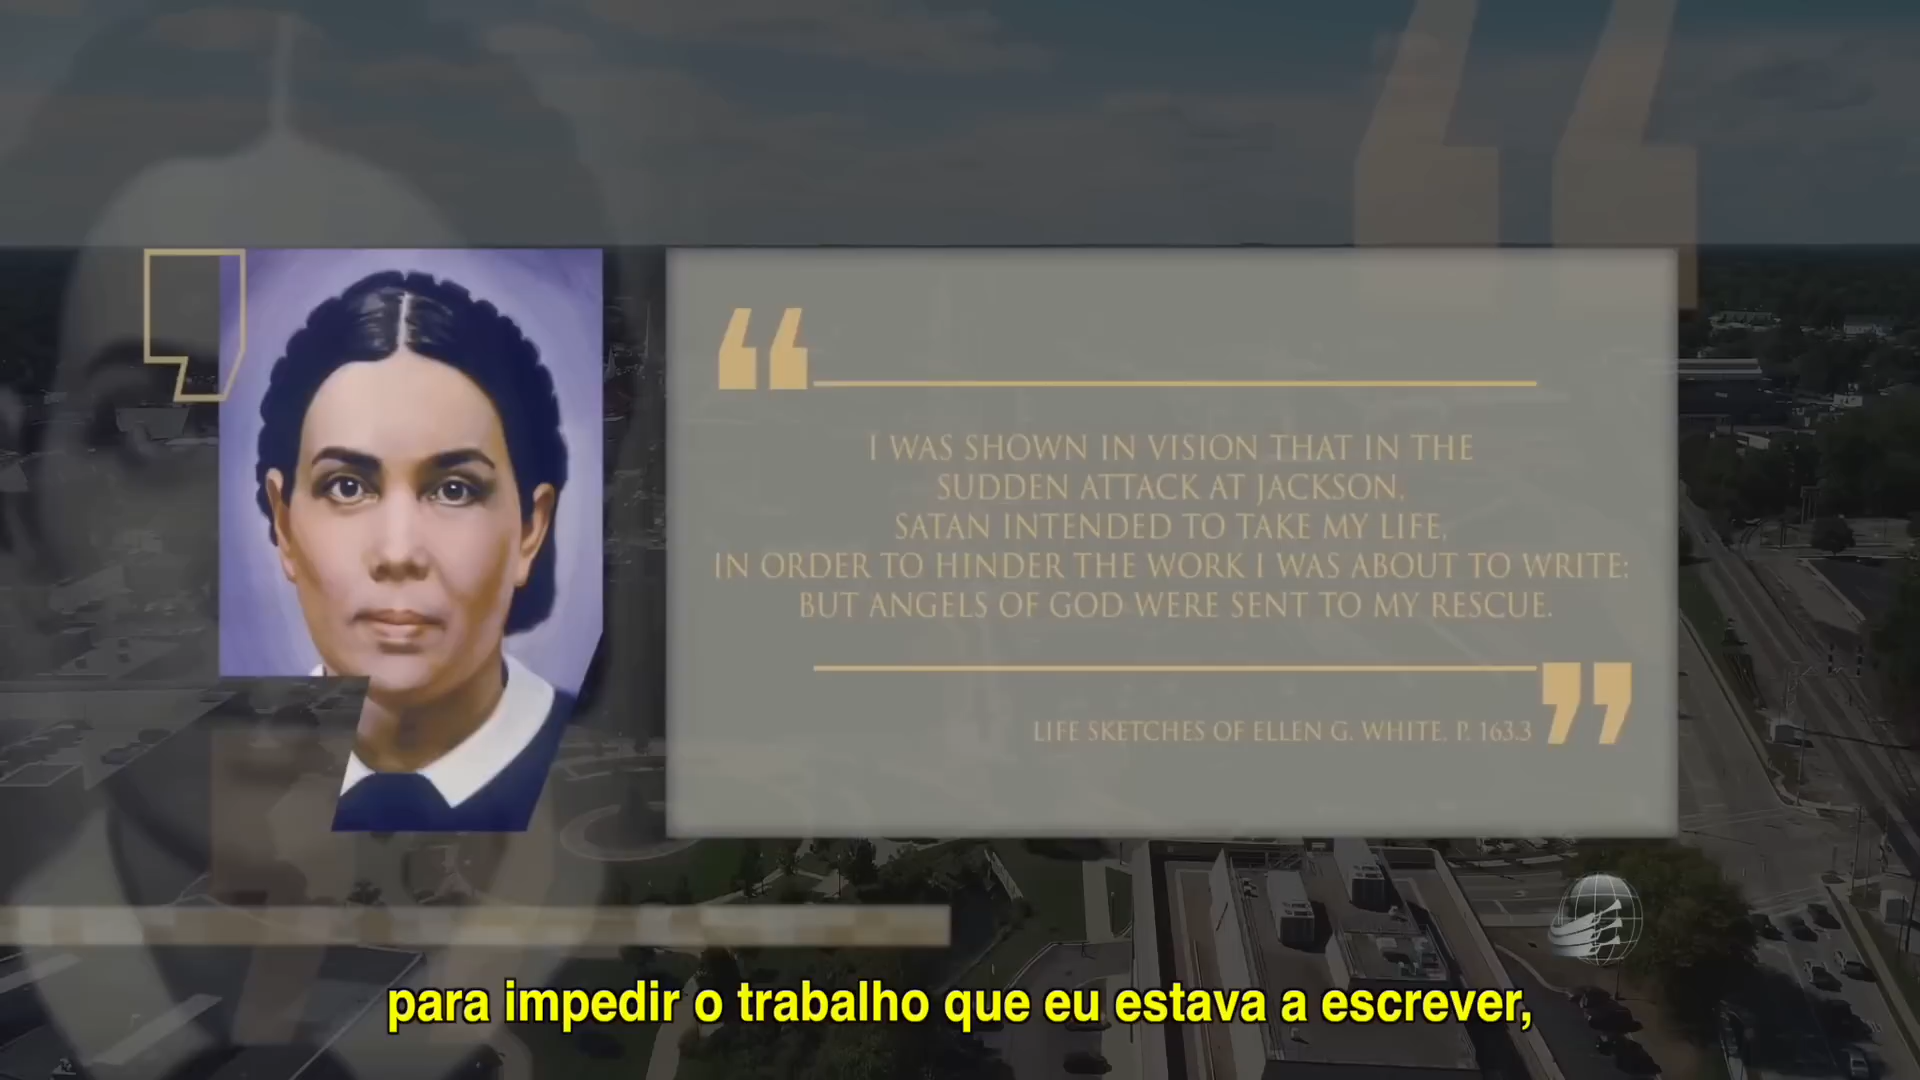 I WAS SHOWN IN VISION THAT IN THE
SUDDEN ATTACK AT JACKSON,
SATAN INTENDED TO TAKE MY LIFE,
IN ORDER TO HINDER THE WORK I WAS ABOUT TO WRITE;
BUT ANGELS OF GOD WERE SENT TO MY RESCUE.
LIFE SKETCHES OF ELLEN G. WHITE, P. 163.3
para impedir o trabalho que eu estava a escrever,